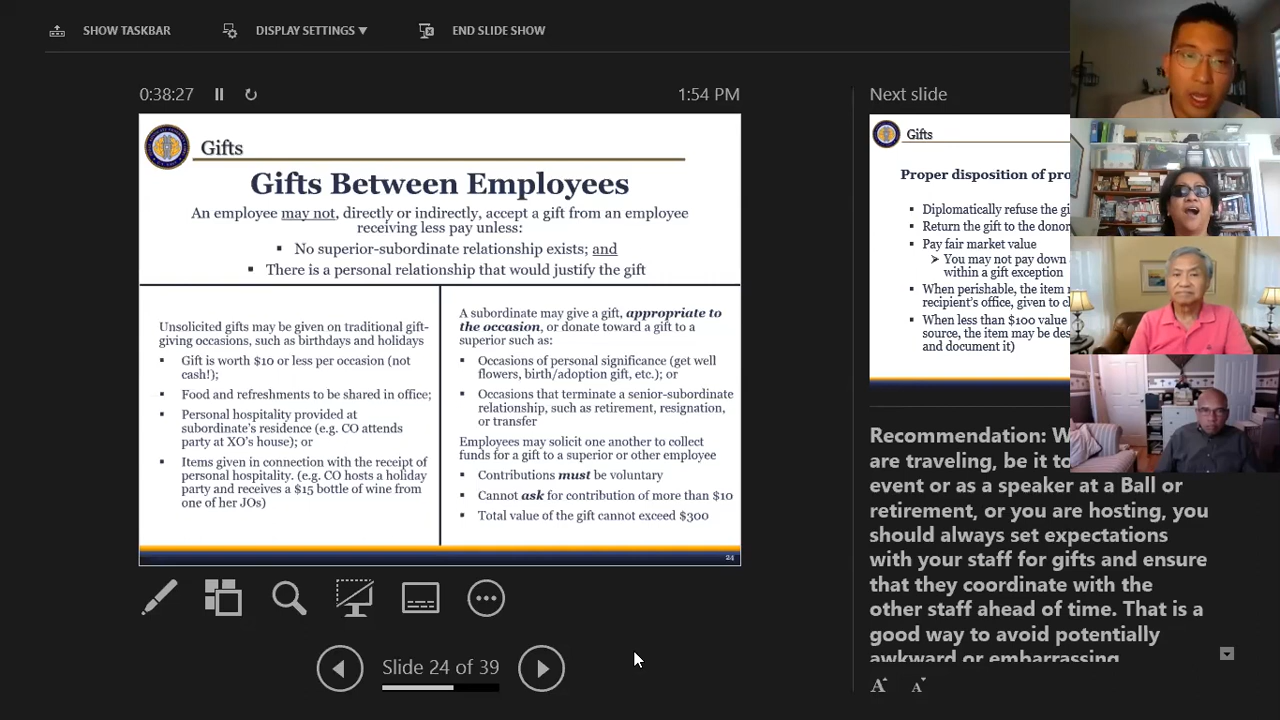 SHOW TASKBAR
DISPLAY SETTINGS ▼
END SLIDE SHOW
0:38:27
1:54 PM
Gifts
Gifts Between Employees
An employee may not, directly or indirectly, accept a gift from an employee
receiving less pay unless:
▪ No superior-subordinate relationship exists; and
▪ There is a personal relationship that would justify the gift
Unsolicited gifts may be given on traditional gift-
giving occasions, such as birthdays and holidays
▪ Gift is worth $10 or less per occasion (not
cash!);
▪ Food and refreshments to be shared in office;
▪ Personal hospitality provided at
subordinate's residence (e.g. CO attends
party at XO's house); or
▪ Items given in connection with the receipt of
personal hospitality. (e.g. CO hosts a holiday
party and receives a $15 bottle of wine from
one of her JOs)
A subordinate may give a gift, appropriate to
the occasion, or donate toward a gift to a
superior such as:
▪ Occasions of personal significance (get well
flowers, birth/adoption gift, etc.); or
▪ Occasions that terminate a senior-subordinate
relationship, such as retirement, resignation,
or transfer
Employees may solicit one another to collect
funds for a gift to a superior or other employee
▪ Contributions must be voluntary
▪ Cannot ask for contribution of more than $10
▪ Total value of the gift cannot exceed $300
24
Slide 24 of 39
Next slide
Gifts
Proper disposition of
▪ Diplomatically refuse the
▪ Return the gift to the donor
▪ Pay fair market value
➢ You may not pay down
within a gift exception
▪ When perishable, the item
recipient's office, given to
▪ When less than $100 value
source, the item may be
and document it)
Recommendation:
are traveling, be it to
event or as a speaker at a Ball or
retirement, or you are hosting, you
should always set expectations
with your staff for gifts and ensure
that they coordinate with the
other staff ahead of time. That is a
good way to avoid potentially
awkward or embarrassing
A A